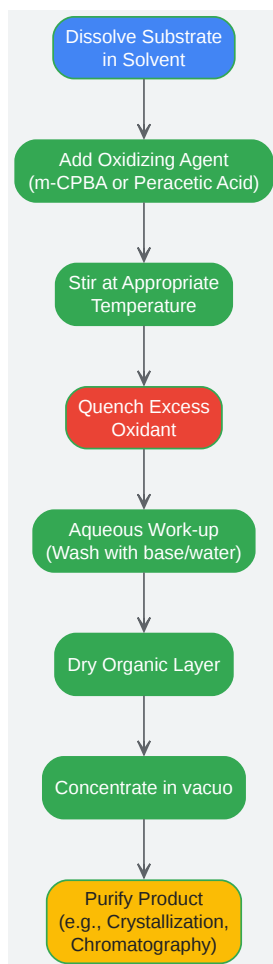 Dissolve Substrate
in Solvent
Add Oxidizing Agent
(m-CPBA or Peracetic Acid)
Stir at Appropriate
Temperature
Quench Excess
Oxidant
Aqueous Work-up
(Wash with base/water)
Dry Organic Layer
Concentrate in vacuo
Purify Product
(e.g., Crystallization,
Chromatography)